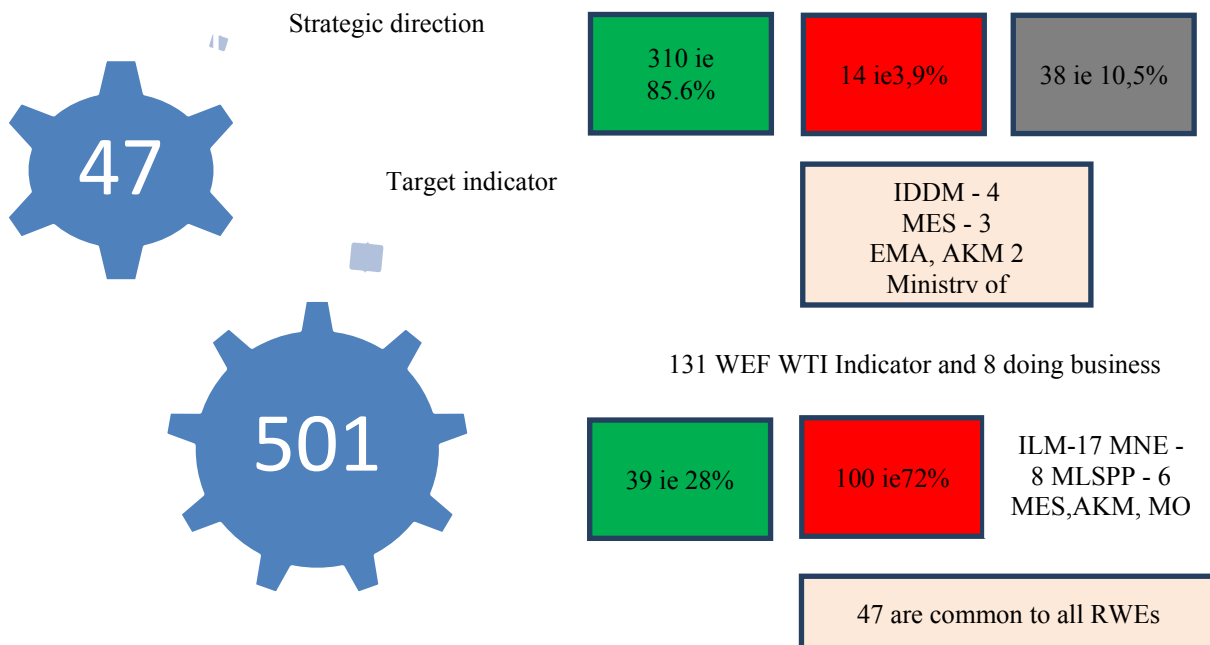 Strategic direction
310 ie
85.6%
14 ie3,9%
38 ie 10,5%
47
Target indicator
IDDM - 4
MES - 3
EMA, AKM 2
Ministry of
131 WEF WTI Indicator and 8 doing business
501
39 ie 28%
100 ie72%
ILM-17 MNE -
8 MLSPP - 6
MES,AKM, MO
47 are common to all RWEs